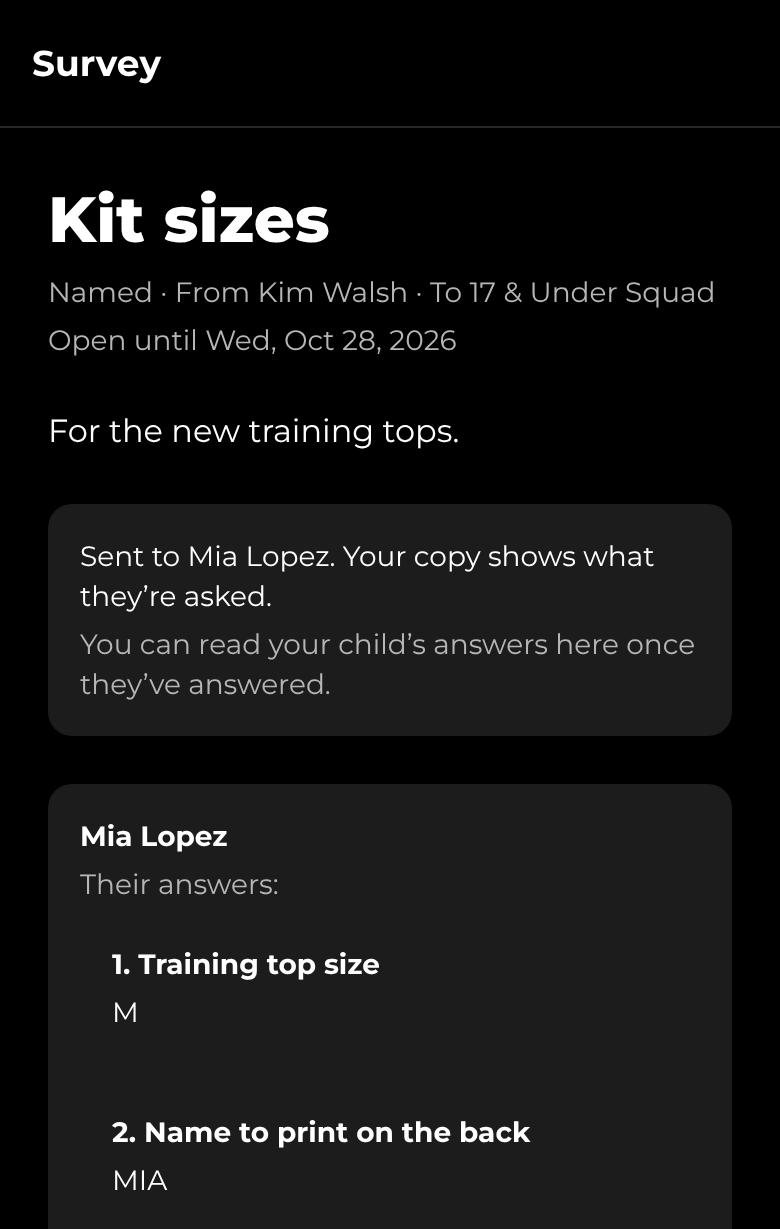 Survey
Kit sizes
Named · From Kim Walsh · To 17 & Under Squad
Open until Wed, Oct 28, 2026
For the new training tops.
Sent to Mia Lopez. Your copy shows what
they’re asked.
You can read your child’s answers here once
they’ve answered.
Mia Lopez
Their answers:
1. Training top size
M
2. Name to print on the back
MIA